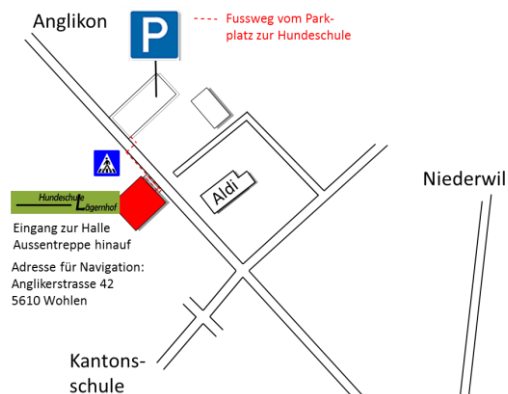 Anglikon
P
Fussweg vom Park-
platz zur Hundeschule
Aldi
Niederwil
Hundeschule
Lägernhof
Eingang zur Halle
Aussentreppe hinauf
Adresse für Navigation:
Anglikerstrasse 42
5610 Wohlen
Kantons-
schule